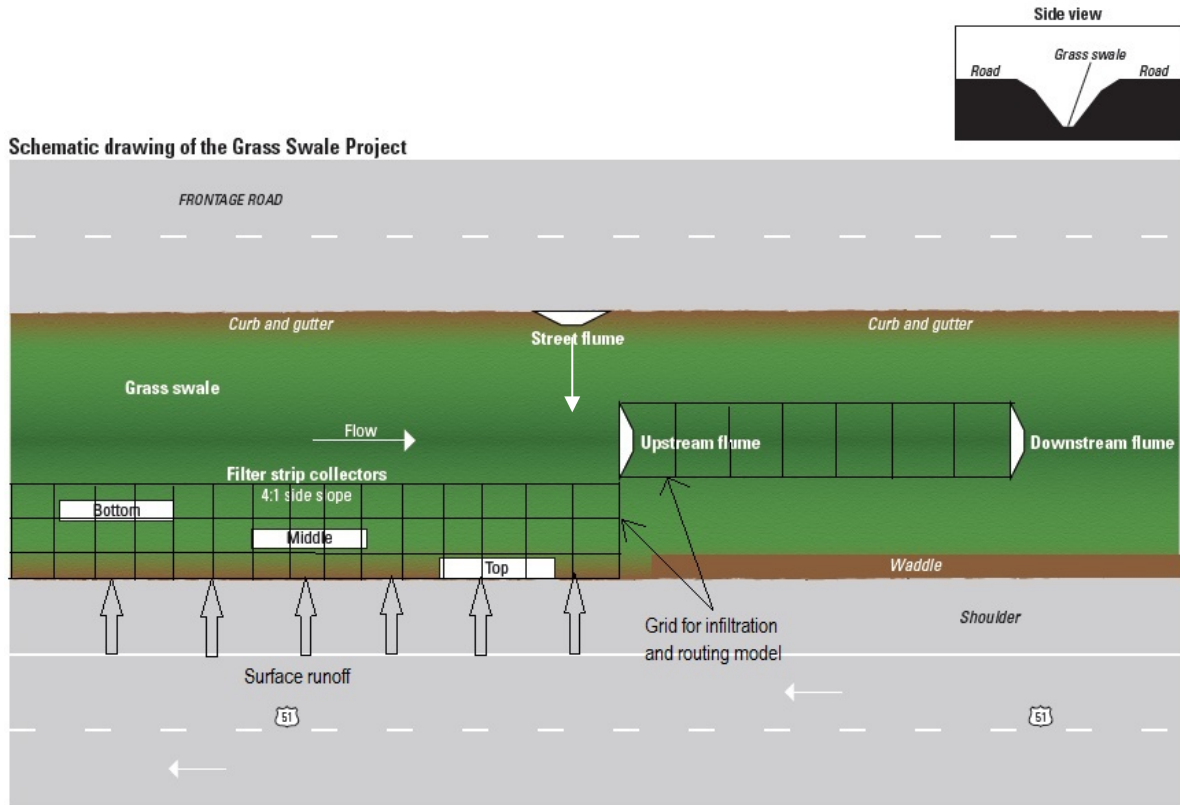 Side view
Grass swale
Road
Road
Schematic drawing of the Grass Swale Project
FRONTAGE ROAD
Curb and gutter
Curb and gutter
Street flume
Grass swale
Flow
Upstream flume
Downstream flume
Filter strip collectors
4:1 side slope
Bottom
Middle
Top
Waddle
Grid for infiltration
and routing model
Shoulder
Surface runoff
51
51